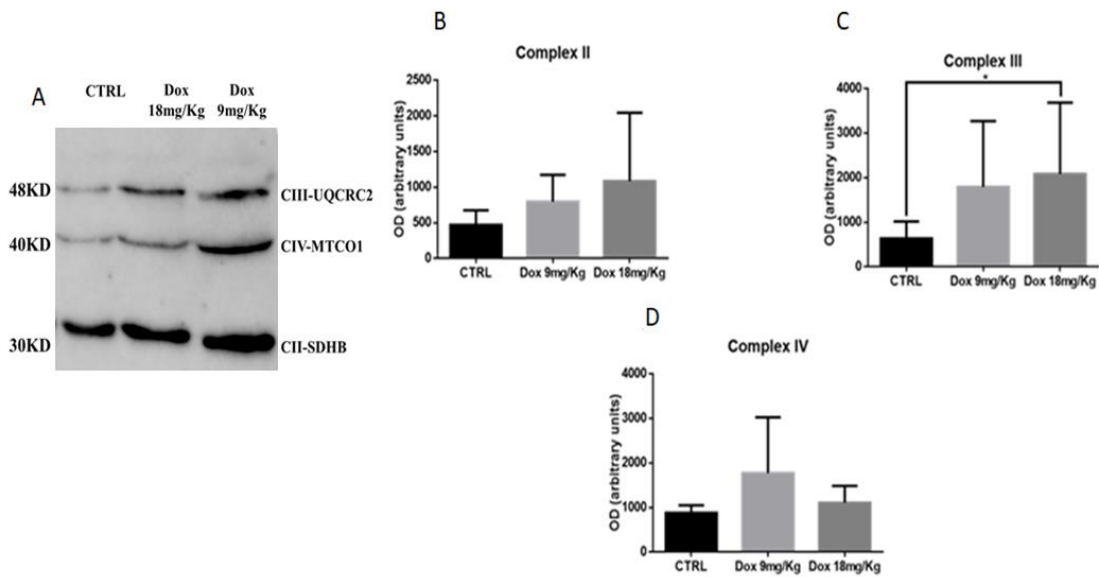 A
CTRL
Dox
18mg/Kg
Dox
9mg/Kg
48KD
CIII-UQCRC2
40KD
CIV-MTCO1
30KD
CII-SDHB
B
Complex II
OD (arbitrary units)
2500
2000
1500
1000
500
0
CTRL
Dox 9mg/Kg
Dox 18mg/Kg
C
Complex III
*
OD (arbitrary units)
4000
3000
2000
1000
0
CTRL
Dox 9mg/Kg
Dox 18mg/Kg
D
Complex IV
OD (arbitrary units)
4000
3000
2000
1000
0
CTRL
Dox 9mg/Kg
Dox 18mg/Kg